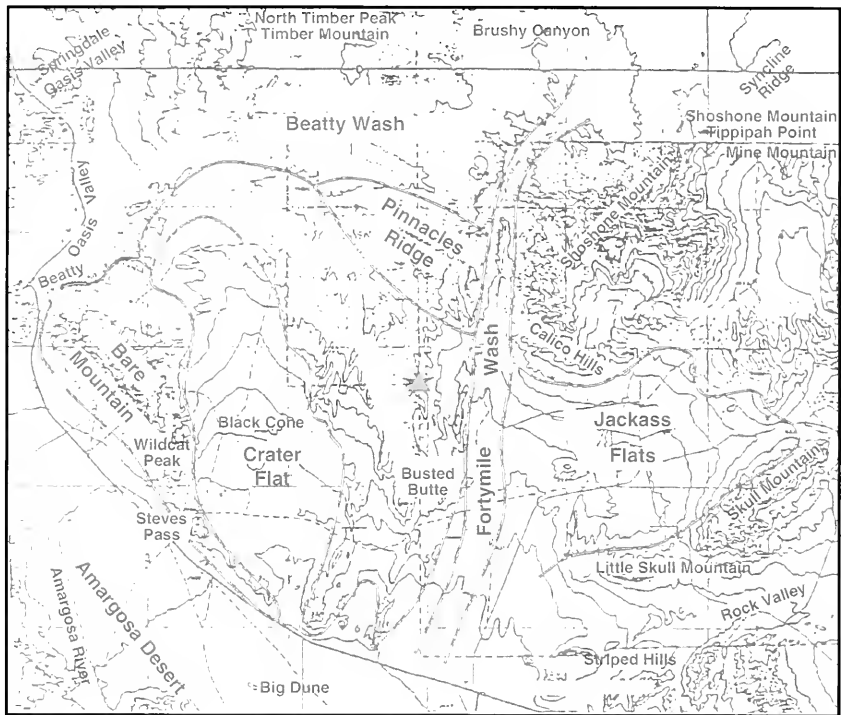 North Timber Peak
Timber Mountain
Brushy Canyon
Springdale
Oasis Valley
Syncline
Ridge
Beatty Wash
Shoshone Mountain
Tippipah Point
Mine Mountain
Oasis Valley
Pinnacles
Ridge
Shoshone Mountain
Beatty
Bare
Mountain
Calico Hills
Fortymile Wash
Black Cone
Jackass
Flats
Wildcat
Peak
Crater
Flat
Busted
Butte
Skull Mountain
Steves
Pass
Little Skull Mountain
Amargosa Desert
Amargosa River
Rock Valley
Striped Hills
Big Dune